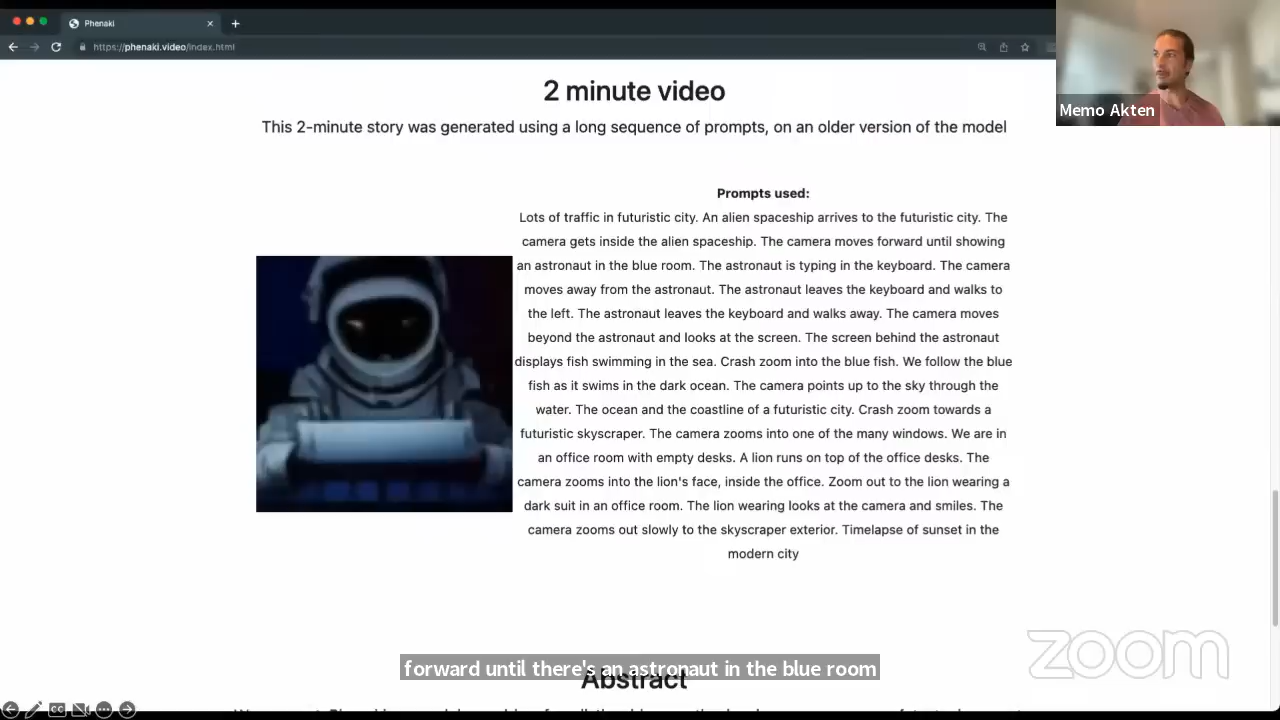 Phenaki
https://phenaki.video/index.html
Memo Akten
2 minute video
This 2-minute story was generated using a long sequence of prompts, on an older version of the model
Prompts used:
Lots of traffic in futuristic city. An alien spaceship arrives to the futuristic city. The
camera gets inside the alien spaceship. The camera moves forward until showing
an astronaut in the blue room. The astronaut is typing in the keyboard. The camera
moves away from the astronaut. The astronaut leaves the keyboard and walks to
the left. The astronaut leaves the keyboard and walks away. The camera moves
beyond the astronaut and looks at the screen. The screen behind the astronaut
displays fish swimming in the sea. Crash zoom into the blue fish. We follow the blue
fish as it swims in the dark ocean. The camera points up to the sky through the
water. The ocean and the coastline of a futuristic city. Crash zoom towards a
futuristic skyscraper. The camera zooms into one of the many windows. We are in
an office room with empty desks. A lion runs on top of the office desks. The
camera zooms into the lion's face, inside the office. Zoom out to the lion wearing a
dark suit in an office room. The lion wearing looks at the camera and smiles. The
camera zooms out slowly to the skyscraper exterior. Timelapse of sunset in the
modern city
forward until there's an astronaut in the blue room
Abstract
zoom
CC